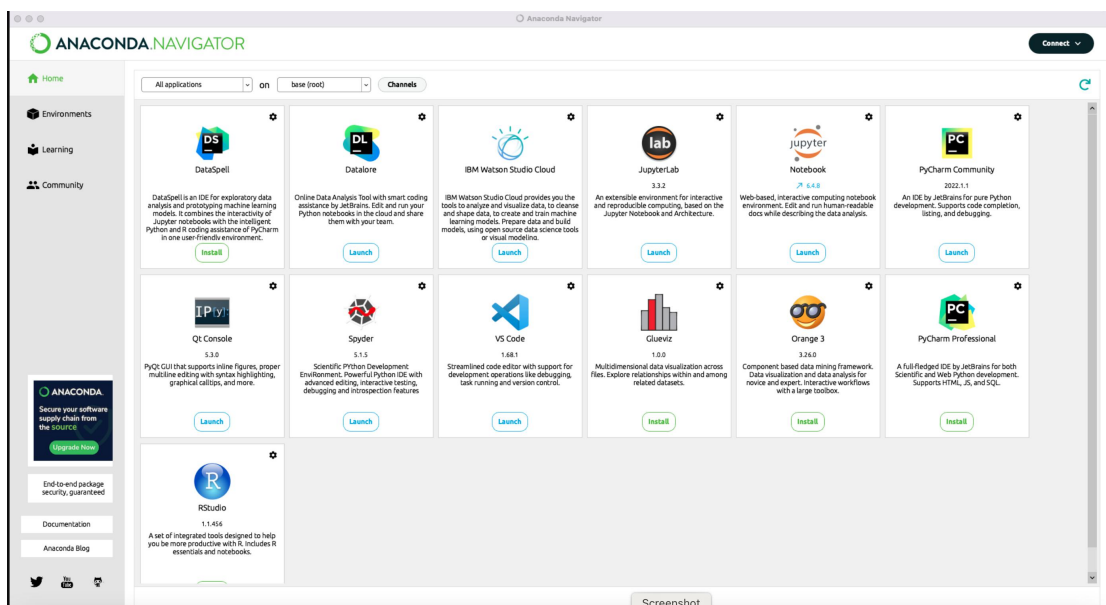 Anaconda Navigator
ANACONDA.NAVIGATOR
Connect
Home
All applications
on
base (root)
Channels
Environments
Learning
Community
DS
DataSpell
DataSpell is an IDE for exploratory data
analysis and prototyping machine learning
models. It combines the interactivity of
Jupyter notebooks with the intelligent
Python and R coding assistance of PyCharm
in one user-friendly environment.
Install
DL
Datalore
Online Data Analysis Tool with smart coding
assistance by JetBrains. Edit and run your
Python notebooks in the cloud and share
them with your team.
Launch
IBM Watson Studio Cloud
IBM Watson Studio Cloud provides you the
tools to analyze and visualize data, to cleanse
and shape data, to create and train machine
learning models. Prepare data and build
models, using open source data science tools
or visual modeling.
Launch
lab
JupyterLab
3.3.2
An extensible environment for interactive
and reproducible computing, based on the
Jupyter Notebook and Architecture.
Launch
jupyter
Notebook
6.4.8
Web-based, interactive computing notebook
environment. Edit and run human-readable
docs while describing the data analysis.
Launch
PC
PyCharm Community
2022.1.1
An IDE by JetBrains for pure Python
development. Supports code completion,
listing, and debugging.
Launch
IP[y]:
Qt Console
5.3.0
PyQt GUI that supports inline figures, proper
multiline editing with syntax highlighting,
graphical calltips, and more.
Launch
Spyder
5.1.5
Scientific PYthon Development
EnviRonment. Powerful Python IDE with
advanced editing, interactive testing,
debugging and introspection features
Launch
VS Code
1.68.1
Streamlined code editor with support for
development operations like debugging,
task running and version control.
Launch
Glueviz
1.0.0
Multidimensional data visualization across
files. Explore relationships within and among
related datasets.
Install
Orange 3
3.26.0
Component based data mining framework.
Data visualization and data analysis for
novice and expert. Interactive workflows
with a large toolbox.
Install
PC
PyCharm Professional
A full-fledged IDE by JetBrains for both
Scientific and Web Python development.
Supports HTML, JS, and SQL.
Install
R
RStudio
1.1.456
A set of integrated tools designed to help
you be more productive with R. Includes R
essentials and notebooks.
ANACONDA.
Secure your software
supply chain from
the source
Upgrade Now
End-to-end package
security, guaranteed
Documentation
Anaconda Blog
You
Tube
Screenshot